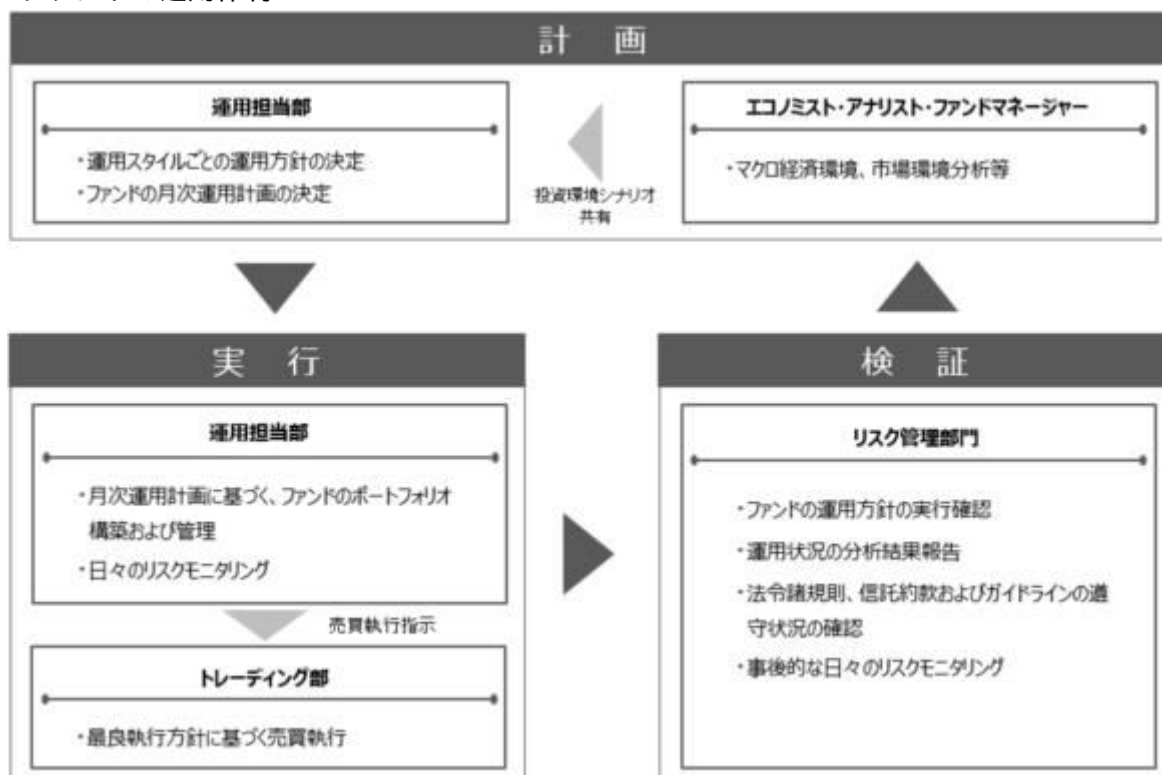 計 画
運用担当部
・運用スタイルごとの運用方針の決定
・ファンドの月次運用計画の決定
投資環境シナリオ
共有
エコノミスト・アナリスト・ファンドマネージャー
・マクロ経済環境、市場環境分析等
実 行
運用担当部
・月次運用計画に基づく、ファンドのポートフォリオ
構築および管理
・日々のリスクモニタリング
売買執行指示
トレーディング部
・最良執行方針に基づく売買執行
検 証
リスク管理部門
・ファンドの運用方針の実行確認
・運用状況の分析結果報告
・法令諸規則、信託約款およびガイドラインの遵
守状況の確認
・事後的な日々のリスクモニタリング